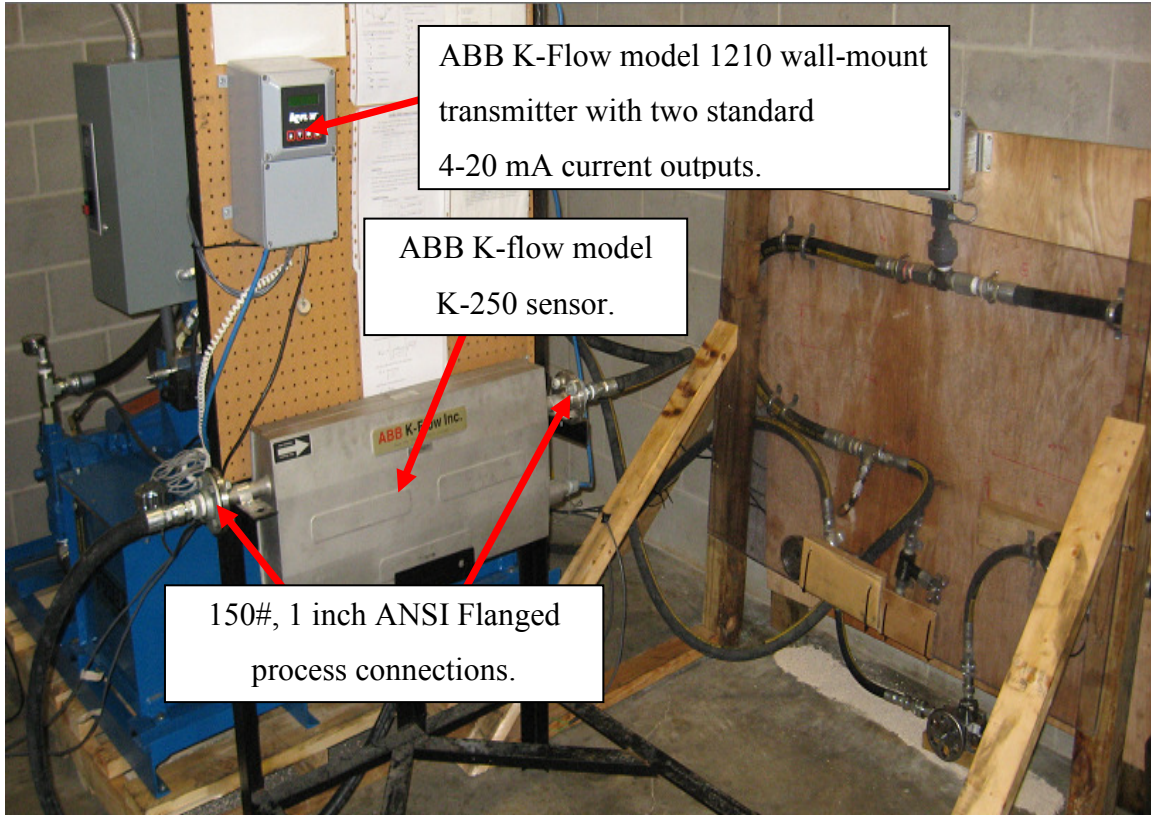 ABB K-Flow model 1210 wall-mount
transmitter with two standard
4-20 mA current outputs.
ABB K-flow model
K-250 sensor.
ABB K-Flow Inc.
150#, 1 inch ANSI Flanged
process connections.